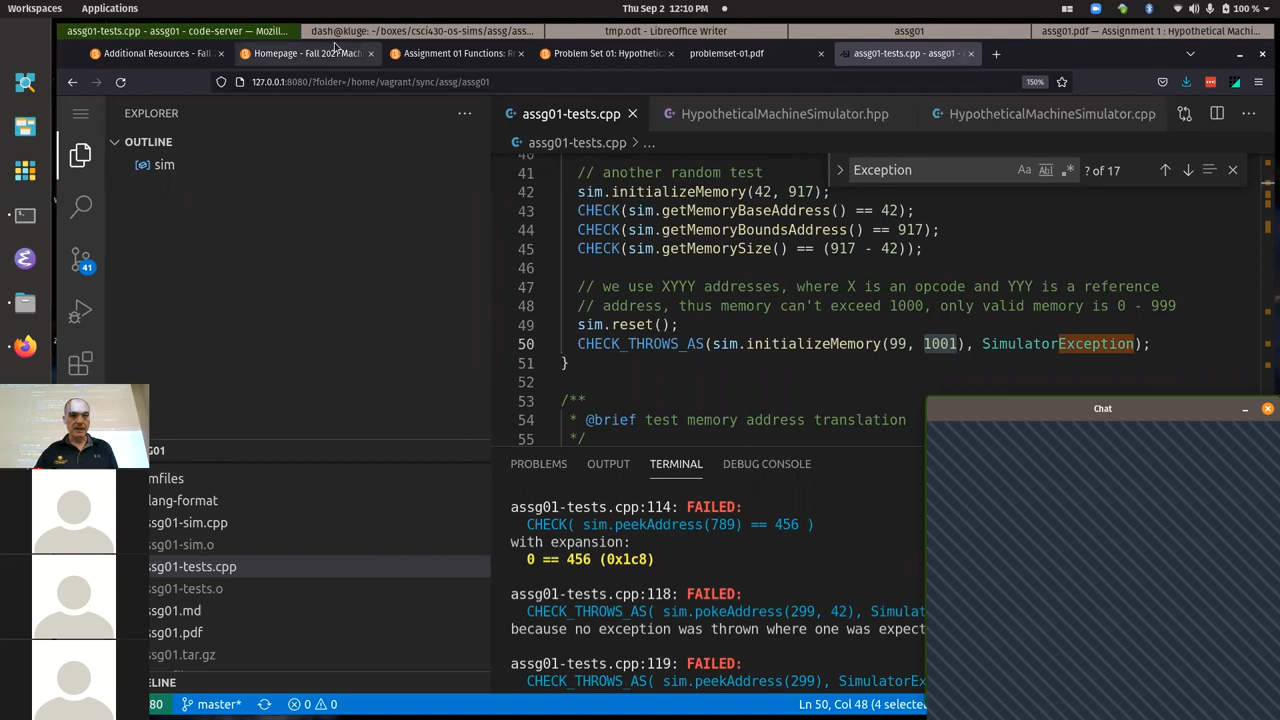 Workspaces Applications Thu Sep 2 12:10 PM 100 %
assg01-tests.cpp - assg01 - code-server — Mozill... dash@kluge: ~/boxes/csci430-os-sims/assg/ass... tmp.odt - LibreOffice Writer assg01 assg01.pdf — Assignment 1 : Hypothetical Mach...
Additional Resources - Fall Homepage - Fall 2021 Mach Assignment 01 Functions: Re Problem Set 01: Hypothetica problemset-01.pdf assg01-tests.cpp - assg01 -
127.0.0.1:8080/?folder=/home/vagrant/sync/assg/assg01 150%
EXPLORER
OUTLINE
sim
assg01-tests.cpp HypotheticalMachineSimulator.hpp HypotheticalMachineSimulator.cpp
assg01-tests.cpp > ...
Exception Aa Abl .* ? of 17
40
41 // another random test
42 sim.initializeMemory(42, 917);
43 CHECK(sim.getMemoryBaseAddress() == 42);
44 CHECK(sim.getMemoryBoundsAddress() == 917);
45 CHECK(sim.getMemorySize() == (917 - 42));
46
47 // we use XYYY addresses, where X is an opcode and YYY is a reference
48 // address, thus memory can't exceed 1000, only valid memory is 0 - 999
49 sim.reset();
50 CHECK_THROWS_AS(sim.initializeMemory(99, 1001), SimulatorException);
51 }
52
53 /**
54 * @brief test memory address translation
55 */
41
G01
mfiles
lang-format
ssg01-sim.cpp
ssg01-sim.o
ssg01-tests.cpp
ssg01-tests.o
ssg01.md
ssg01.pdf
ssg01.tar.gz
ELINE
PROBLEMS OUTPUT TERMINAL DEBUG CONSOLE
assg01-tests.cpp:114: FAILED:
CHECK( sim.peekAddress(789) == 456 )
with expansion:
0 == 456 (0x1c8)
assg01-tests.cpp:118: FAILED:
CHECK_THROWS_AS( sim.pokeAddress(299, 42), Simulat
because no exception was thrown where one was expect
assg01-tests.cpp:119: FAILED:
CHECK_THROWS_AS( sim.peekAddress(299), SimulatorEx
Chat
80 master* 0 0 Ln 50, Col 48 (4 selected